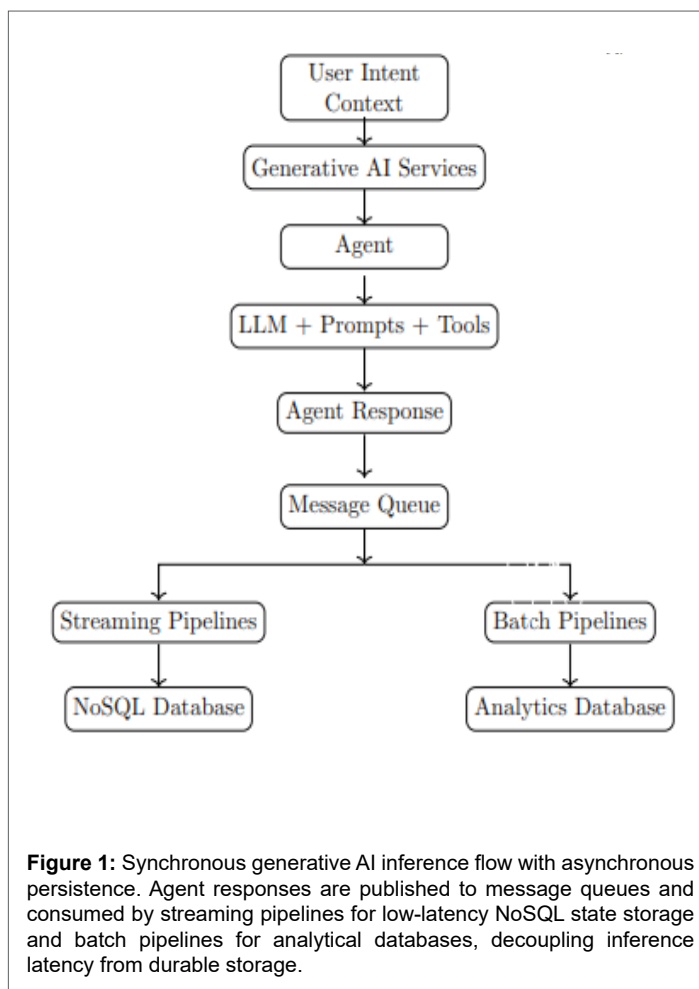 User Intent
Context
Generative AI Services
Agent
LLM + Prompts + Tools
Agent Response
Message Queue
Streaming Pipelines
Batch Pipelines
NoSQL Database
Analytics Database
Figure 1: Synchronous generative AI inference flow with asynchronous
persistence. Agent responses are published to message queues and
consumed by streaming pipelines for low-latency NoSQL state storage
and batch pipelines for analytical databases, decoupling inference
latency from durable storage.